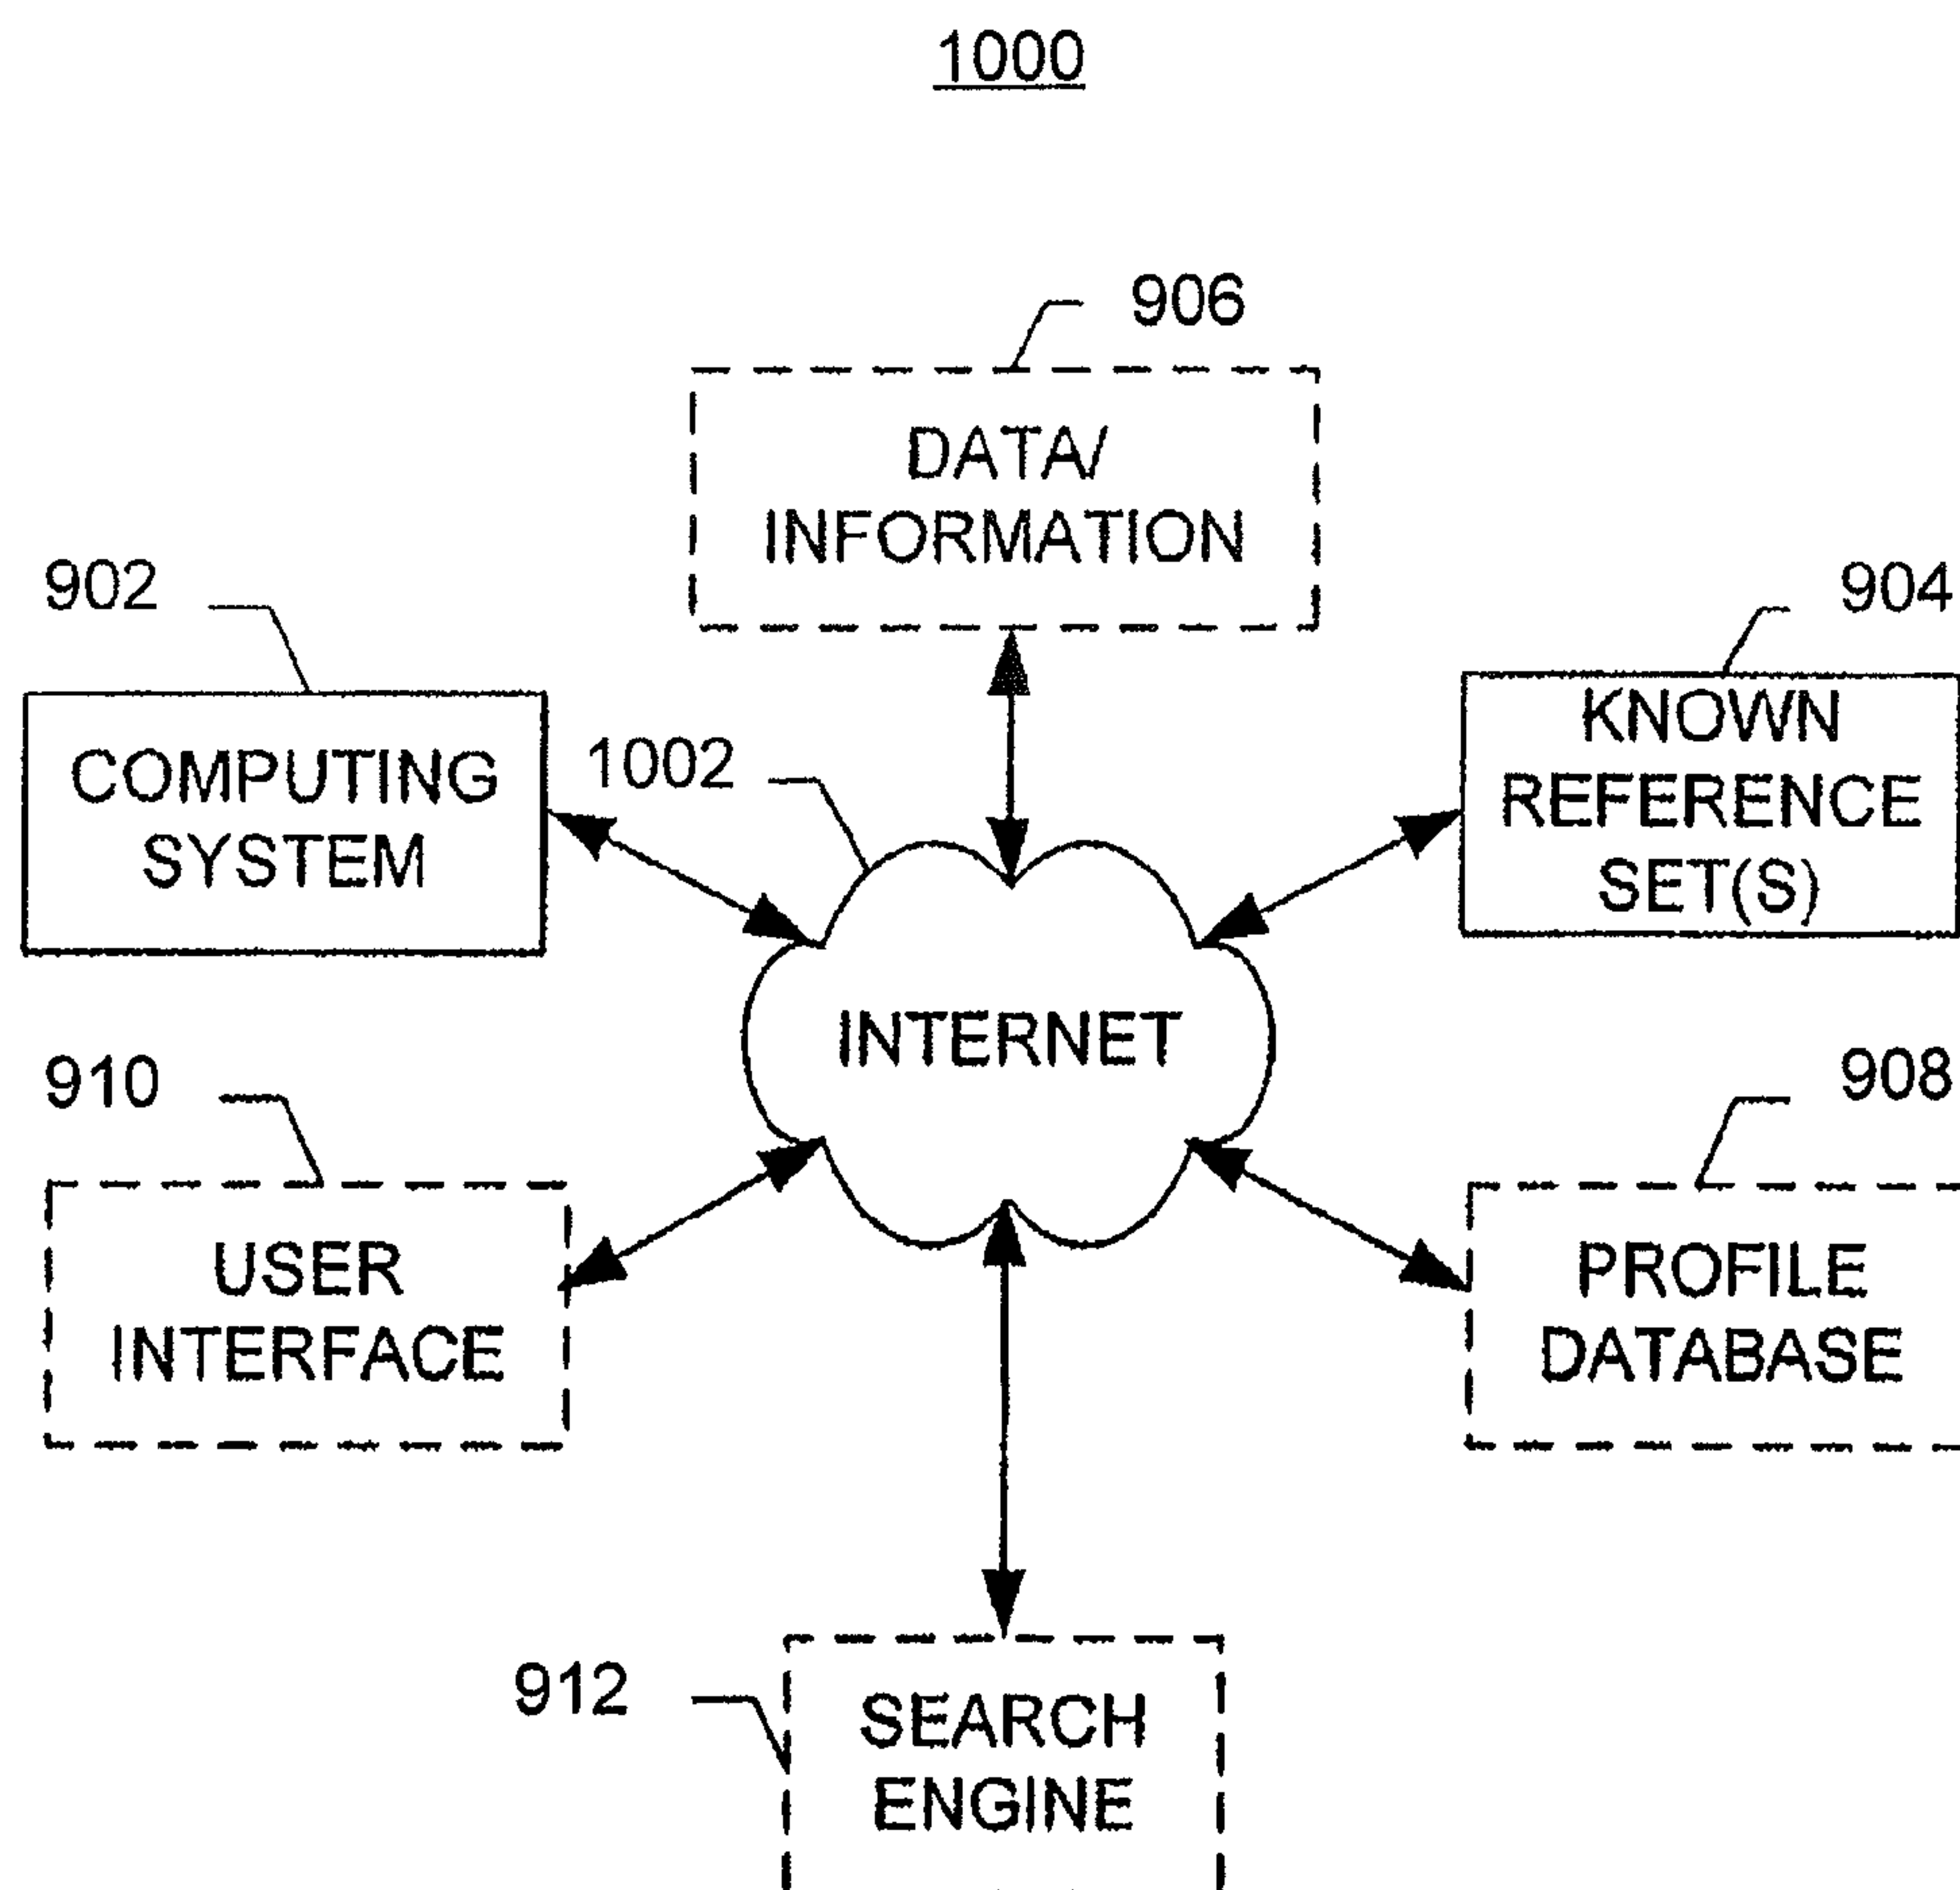 1000
906
DATA/
INFORMATION
902
904
COMPUTING
SYSTEM
1002
KNOWN
REFERENCE
SET(S)
INTERNET
910
908
USER
INTERFACE
PROFILE
DATABASE
912
SEARCH
ENGINE